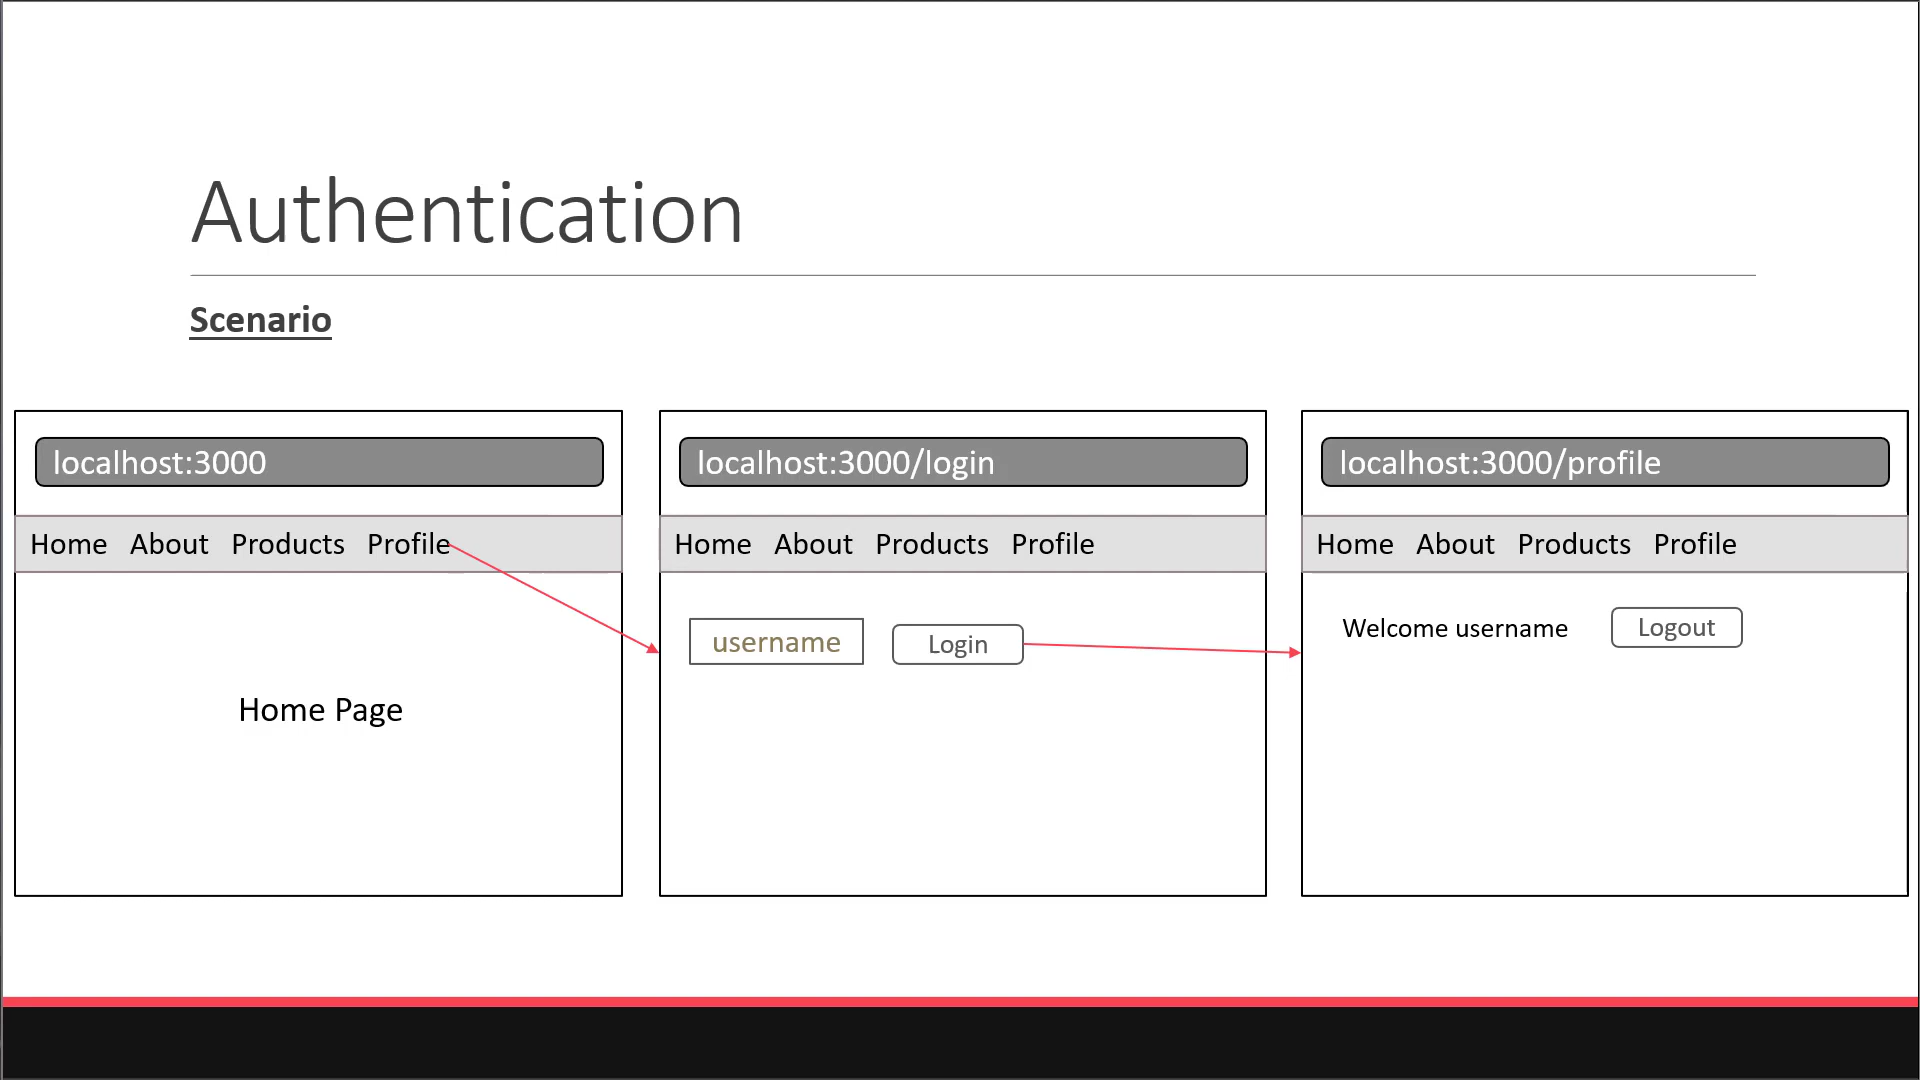 Authentication
Scenario
localhost:3000
Home About Products Profile
Home Page
localhost:3000/login
Home About Products Profile
username Login
localhost:3000/profile
Home About Products Profile
Welcome username Logout